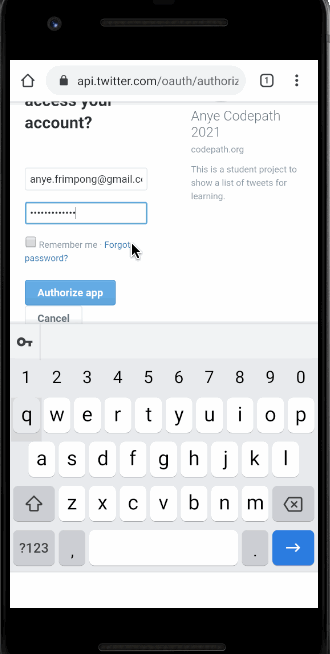 api.twitter.com/oauth/authoriz
1
access your
account?
Anye Codepath
2021
codepath.org
This is a student project to
show a list of tweets for
learning.
anye.frimpong@gmail.c
Remember me · Forgot
password?
Authorize app
Cancel
1 2 3 4 5 6 7 8 9 0
q w e r t y u i o p
a s d f g h j k l
z x c v b n m
?123 , .